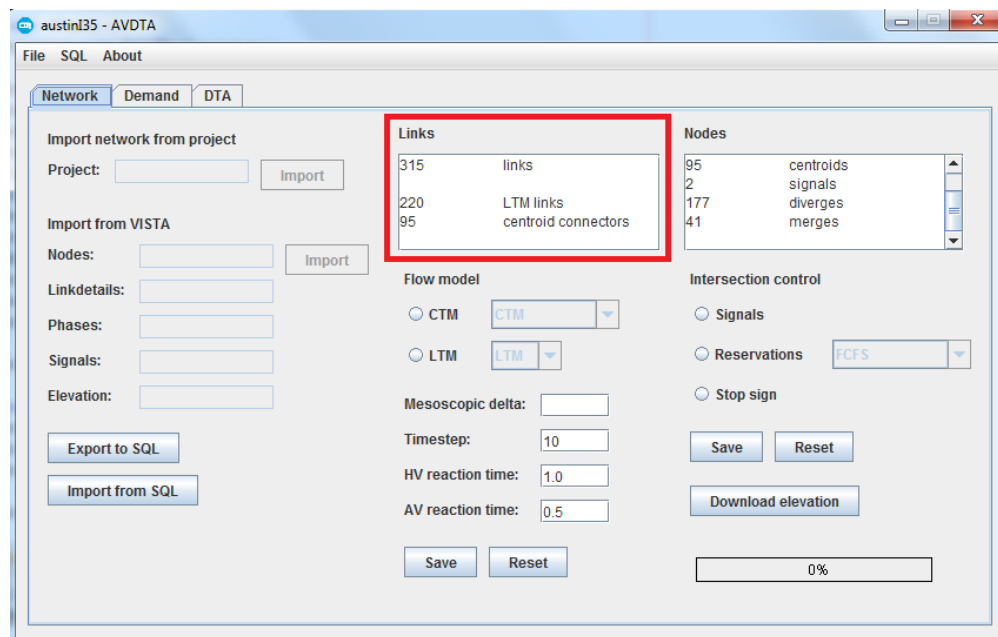 austinI35 - AVDTA
File SQL About
Network Demand DTA
Import network from project
Project: Import
Import from VISTA
Nodes: Import
Linkdetails:
Phases:
Signals:
Elevation:
Export to SQL
Import from SQL
Links
315 links
220 LTM links
95 centroid connectors
Flow model
CTM CTM
LTM LTM
Mesoscopic delta:
Timestep: 10
HV reaction time: 1.0
AV reaction time: 0.5
Save Reset
Nodes
95 centroids
2 signals
177 diverges
41 merges
Intersection control
Signals
Reservations FCFS
Stop sign
Save Reset
Download elevation
0%